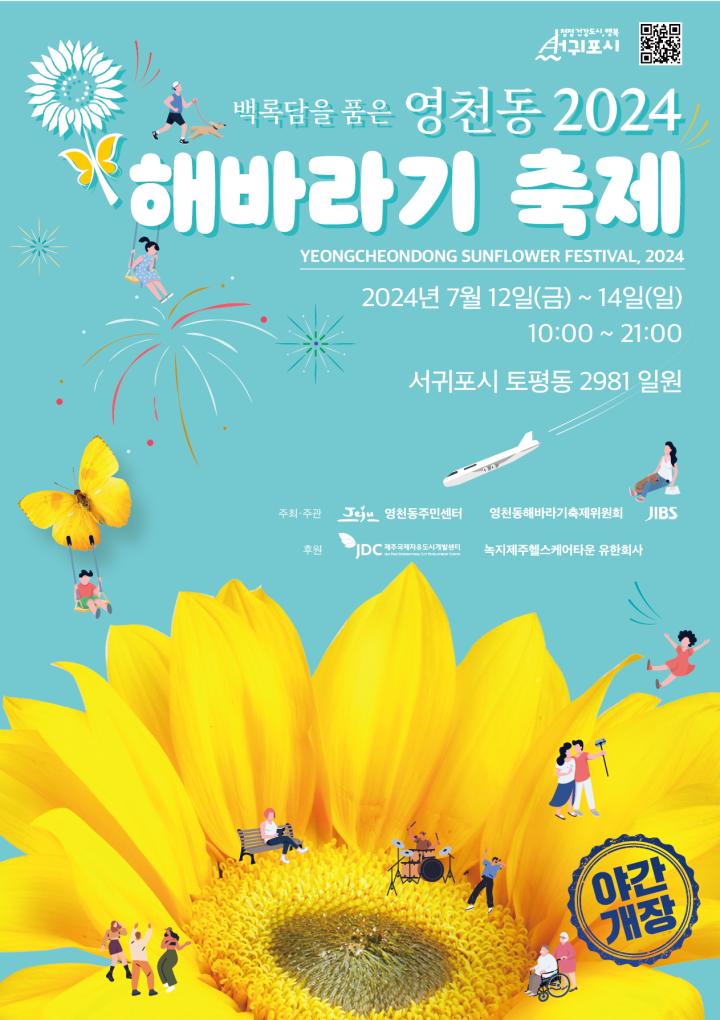 청정 건강도시, 행복
서귀포시
백록담을 품은 영천동 2024
해바라기 축제
YEONGCHEONDONG SUNFLOWER FESTIVAL, 2024
2024년 7월 12일(금) ~ 14일(일)
10:00 ~ 21:00
서귀포시 토평동 2981 일원
주최·주관 Jeju 영천동주민센터 영천동해바라기축제위원회 JIBS
후원 JDC 제주국제자유도시개발센터 녹지제주헬스케어타운 유한회사
야간
개장